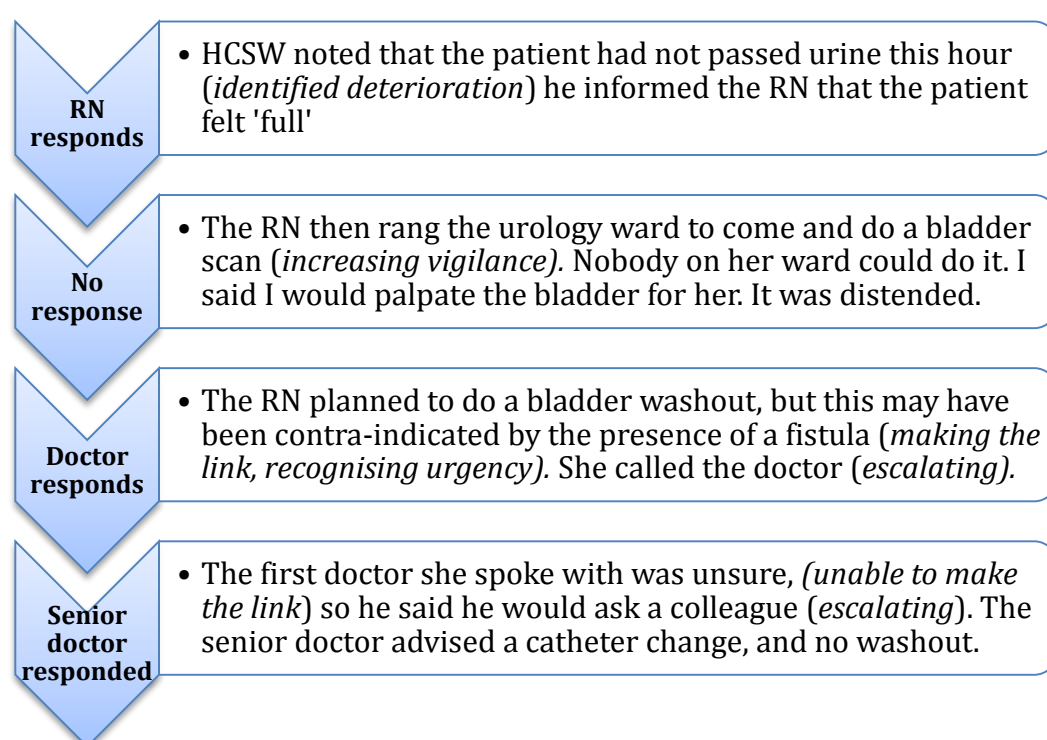 RN
responds
• HCSW noted that the patient had not passed urine this hour
(identified deterioration) he informed the RN that the patient
felt 'full'
No
response
• The RN then rang the urology ward to come and do a bladder
scan (increasing vigilance). Nobody on her ward could do it. I
said I would palpate the bladder for her. It was distended.
Doctor
responds
• The RN planned to do a bladder washout, but this may have
been contra-indicated by the presence of a fistula (making the
link, recognising urgency). She called the doctor (escalating).
Senior
doctor
responded
• The first doctor she spoke with was unsure, (unable to make
the link) so he said he would ask a colleague (escalating). The
senior doctor advised a catheter change, and no washout.